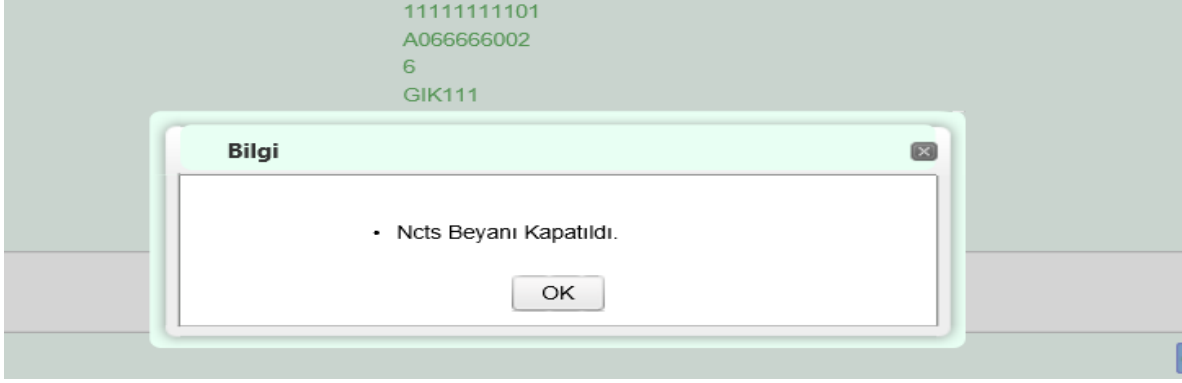 11111111101
A066666002
6
GIK111
Bilgi
• Ncts Beyanı Kapatıldı.
OK